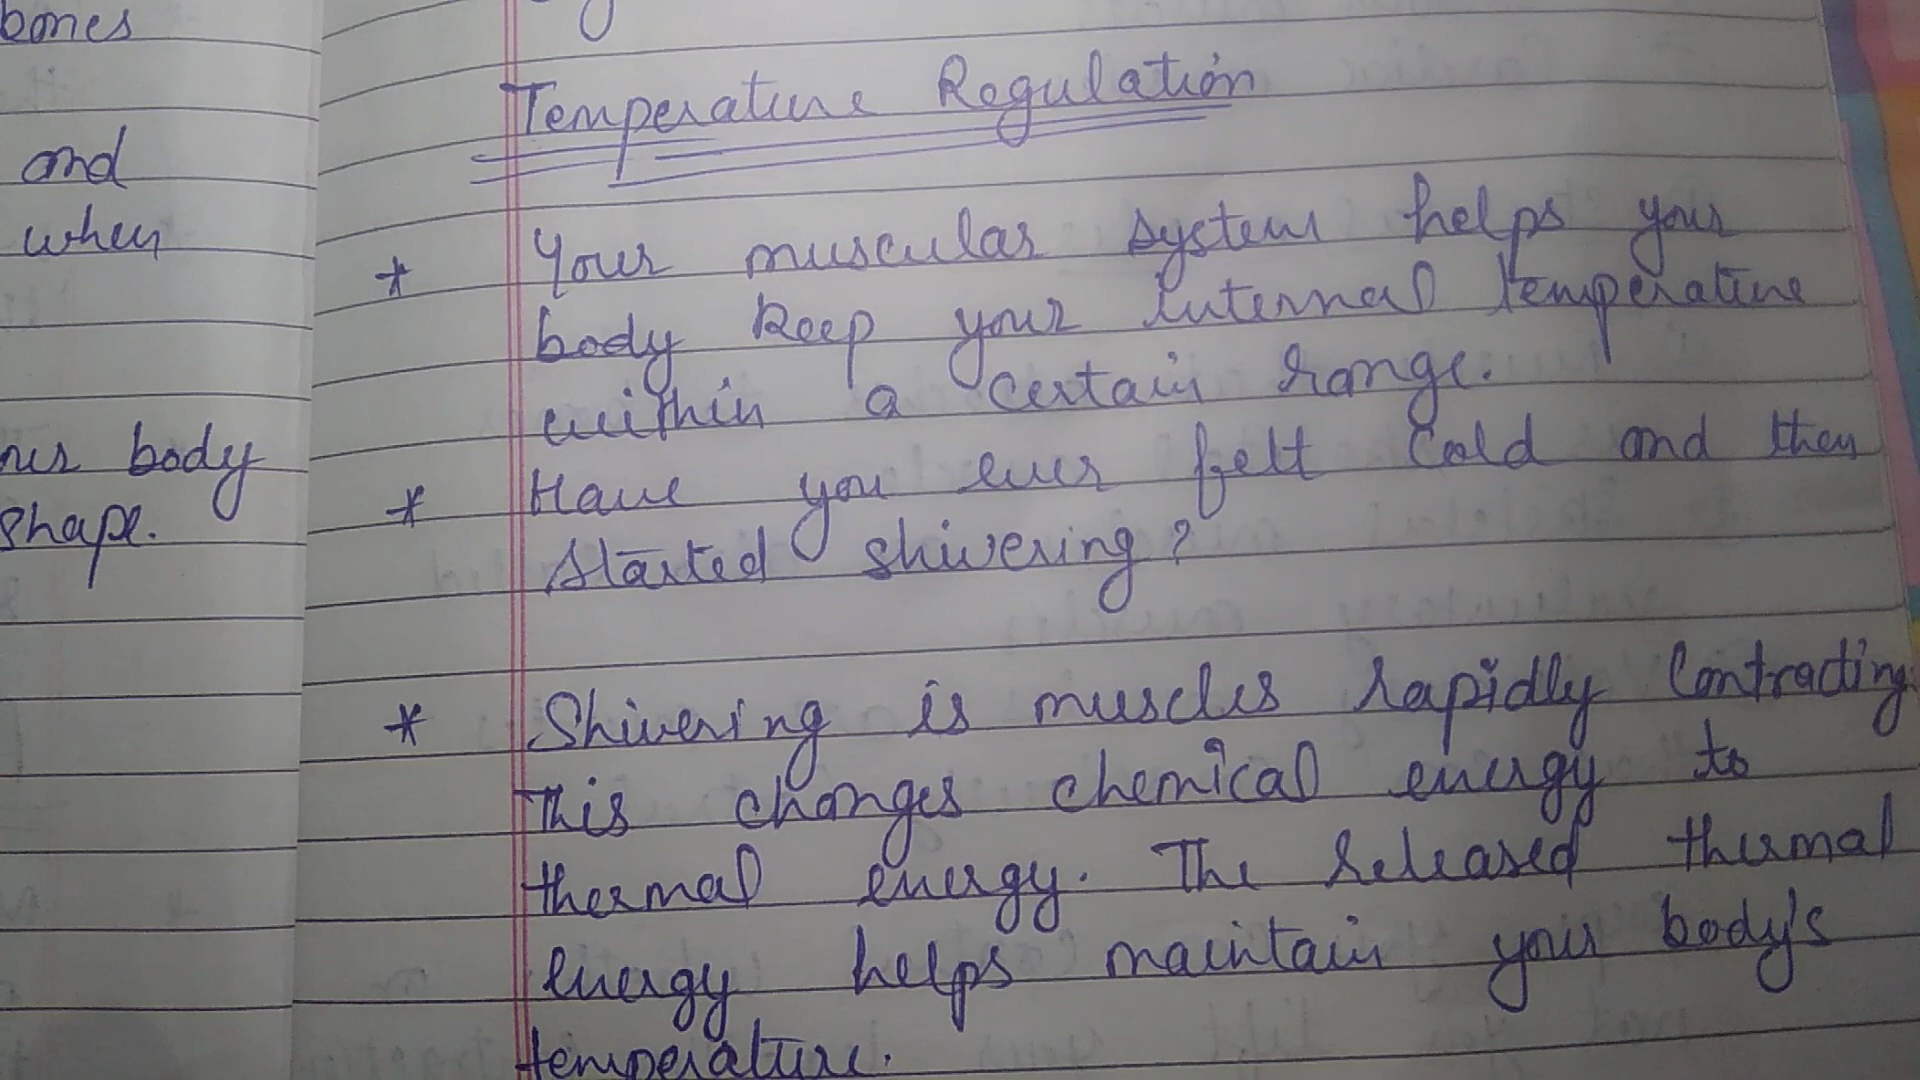 bones
and
when
body
shape.
Temperature Regulation
* Your muscular system helps your
body keep your internal temperature
within a certain range.
* Have you ever felt cold and then
started shivering?
* Shivering is muscles rapidly contracting.
This changes chemical energy to
thermal energy. The released thermal
energy helps maintain your body's
temperature.